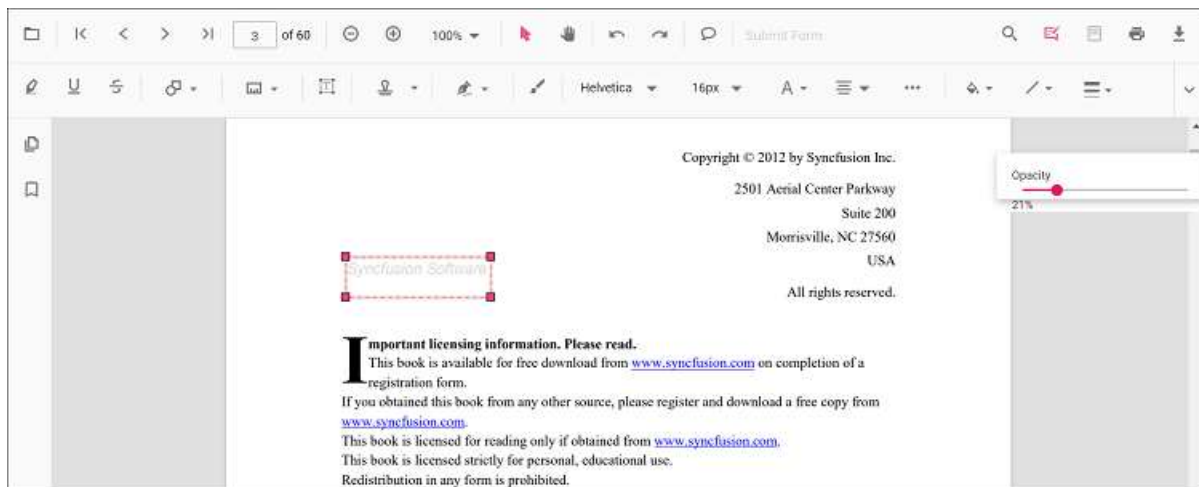 3 of 60 100% Submit Form
Helvetica 16px A
Copyright © 2012 by Syncfusion Inc.
2501 Aerial Center Parkway
Suite 200
Morrisville, NC 27560
USA
All rights reserved.
Opacity
21%
Syncfusion Software
Important licensing information. Please read.
This book is available for free download from www.syncfusion.com on completion of a
registration form.
If you obtained this book from any other source, please register and download a free copy from
www.syncfusion.com.
This book is licensed for reading only if obtained from www.syncfusion.com.
This book is licensed strictly for personal, educational use.
Redistribution in any form is prohibited.